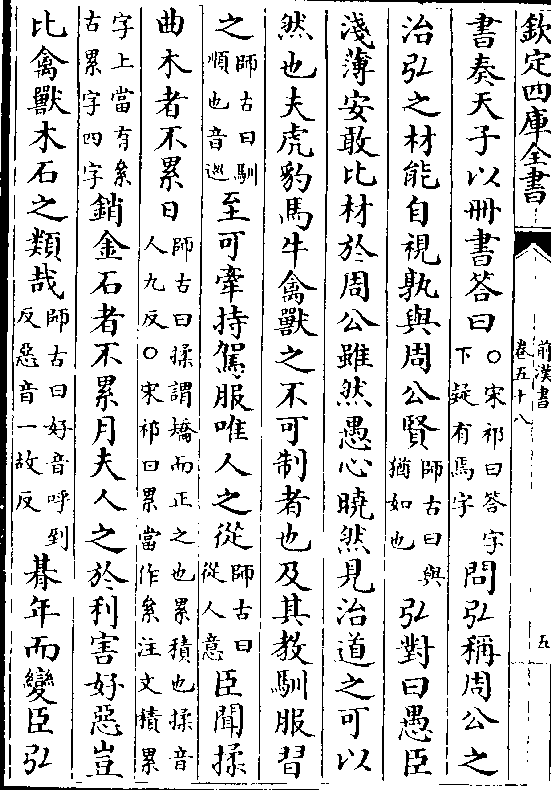 欽定四庫全書
前漢書
卷五十八
五
書奏天子以冊書答曰○宋祁曰答字下疑有焉字問弘稱周公之
治弘之材能自視孰與周公賢師古曰與猶如也弘對曰愚臣
淺薄安敢比材於周公雖然愚心曉然見治道之可以
然也夫虎豹馬牛禽獸之不可制者也及其教馴服習
之師古曰馴順也音巡至可牽持駕服唯人之從師古曰從人意臣聞揉
曲木者不累日師古曰揉謂矯而正之也累積也揉音人九反○宋祁曰累當作絫注文積累
字上當有絫古累字四字銷金石者不累月夫人之於利害好惡豈
比禽獸木石之類哉師古曰好音呼到反惡音一故反朞年而變臣弘